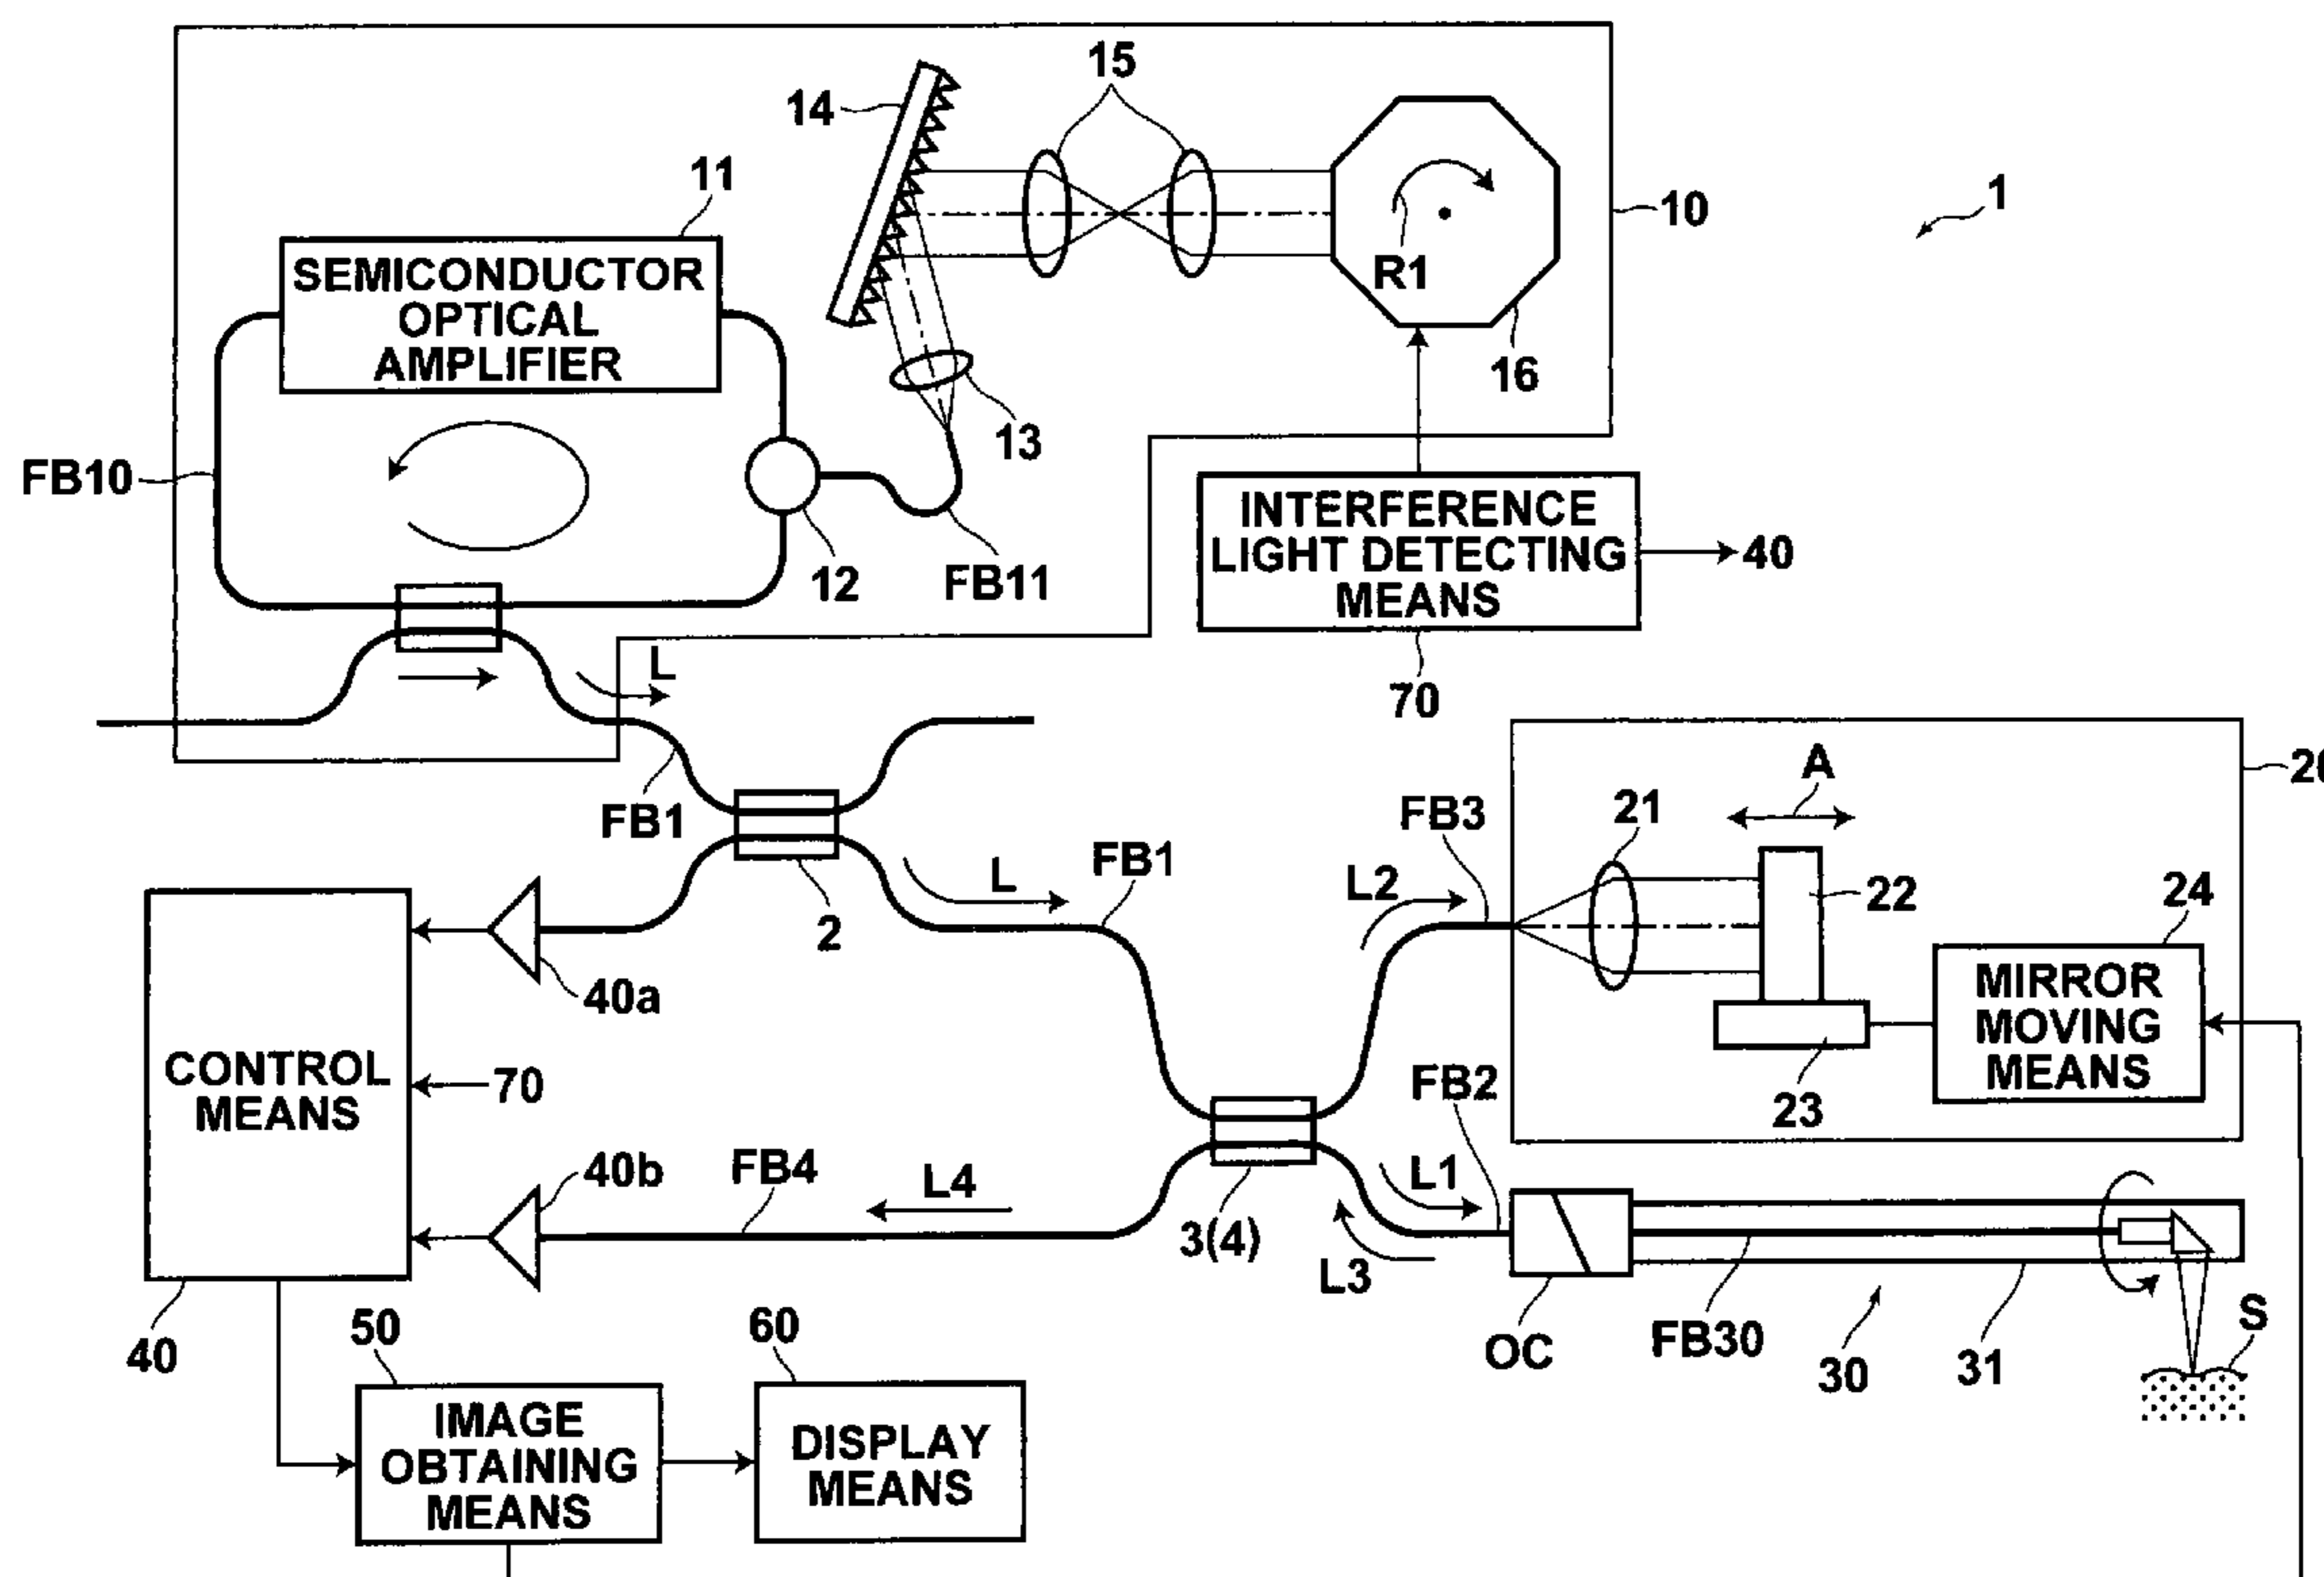 15
14
11
10
1
SEMICONDUCTOR
OPTICAL
AMPLIFIER
R1
16
13
FB10
INTERFERENCE
LIGHT DETECTING
MEANS
40
12
FB11
L
70
A
FB1
21
FB3
FB1
L2
L
22
24
2
40a
MIRROR
MOVING
MEANS
CONTROL
MEANS
70
FB2
23
40b
FB4
L4
L1
3(4)
L3
S
50
60
40
OC
FB30
30
31
IMAGE
OBTAINING
MEANS
DISPLAY
MEANS